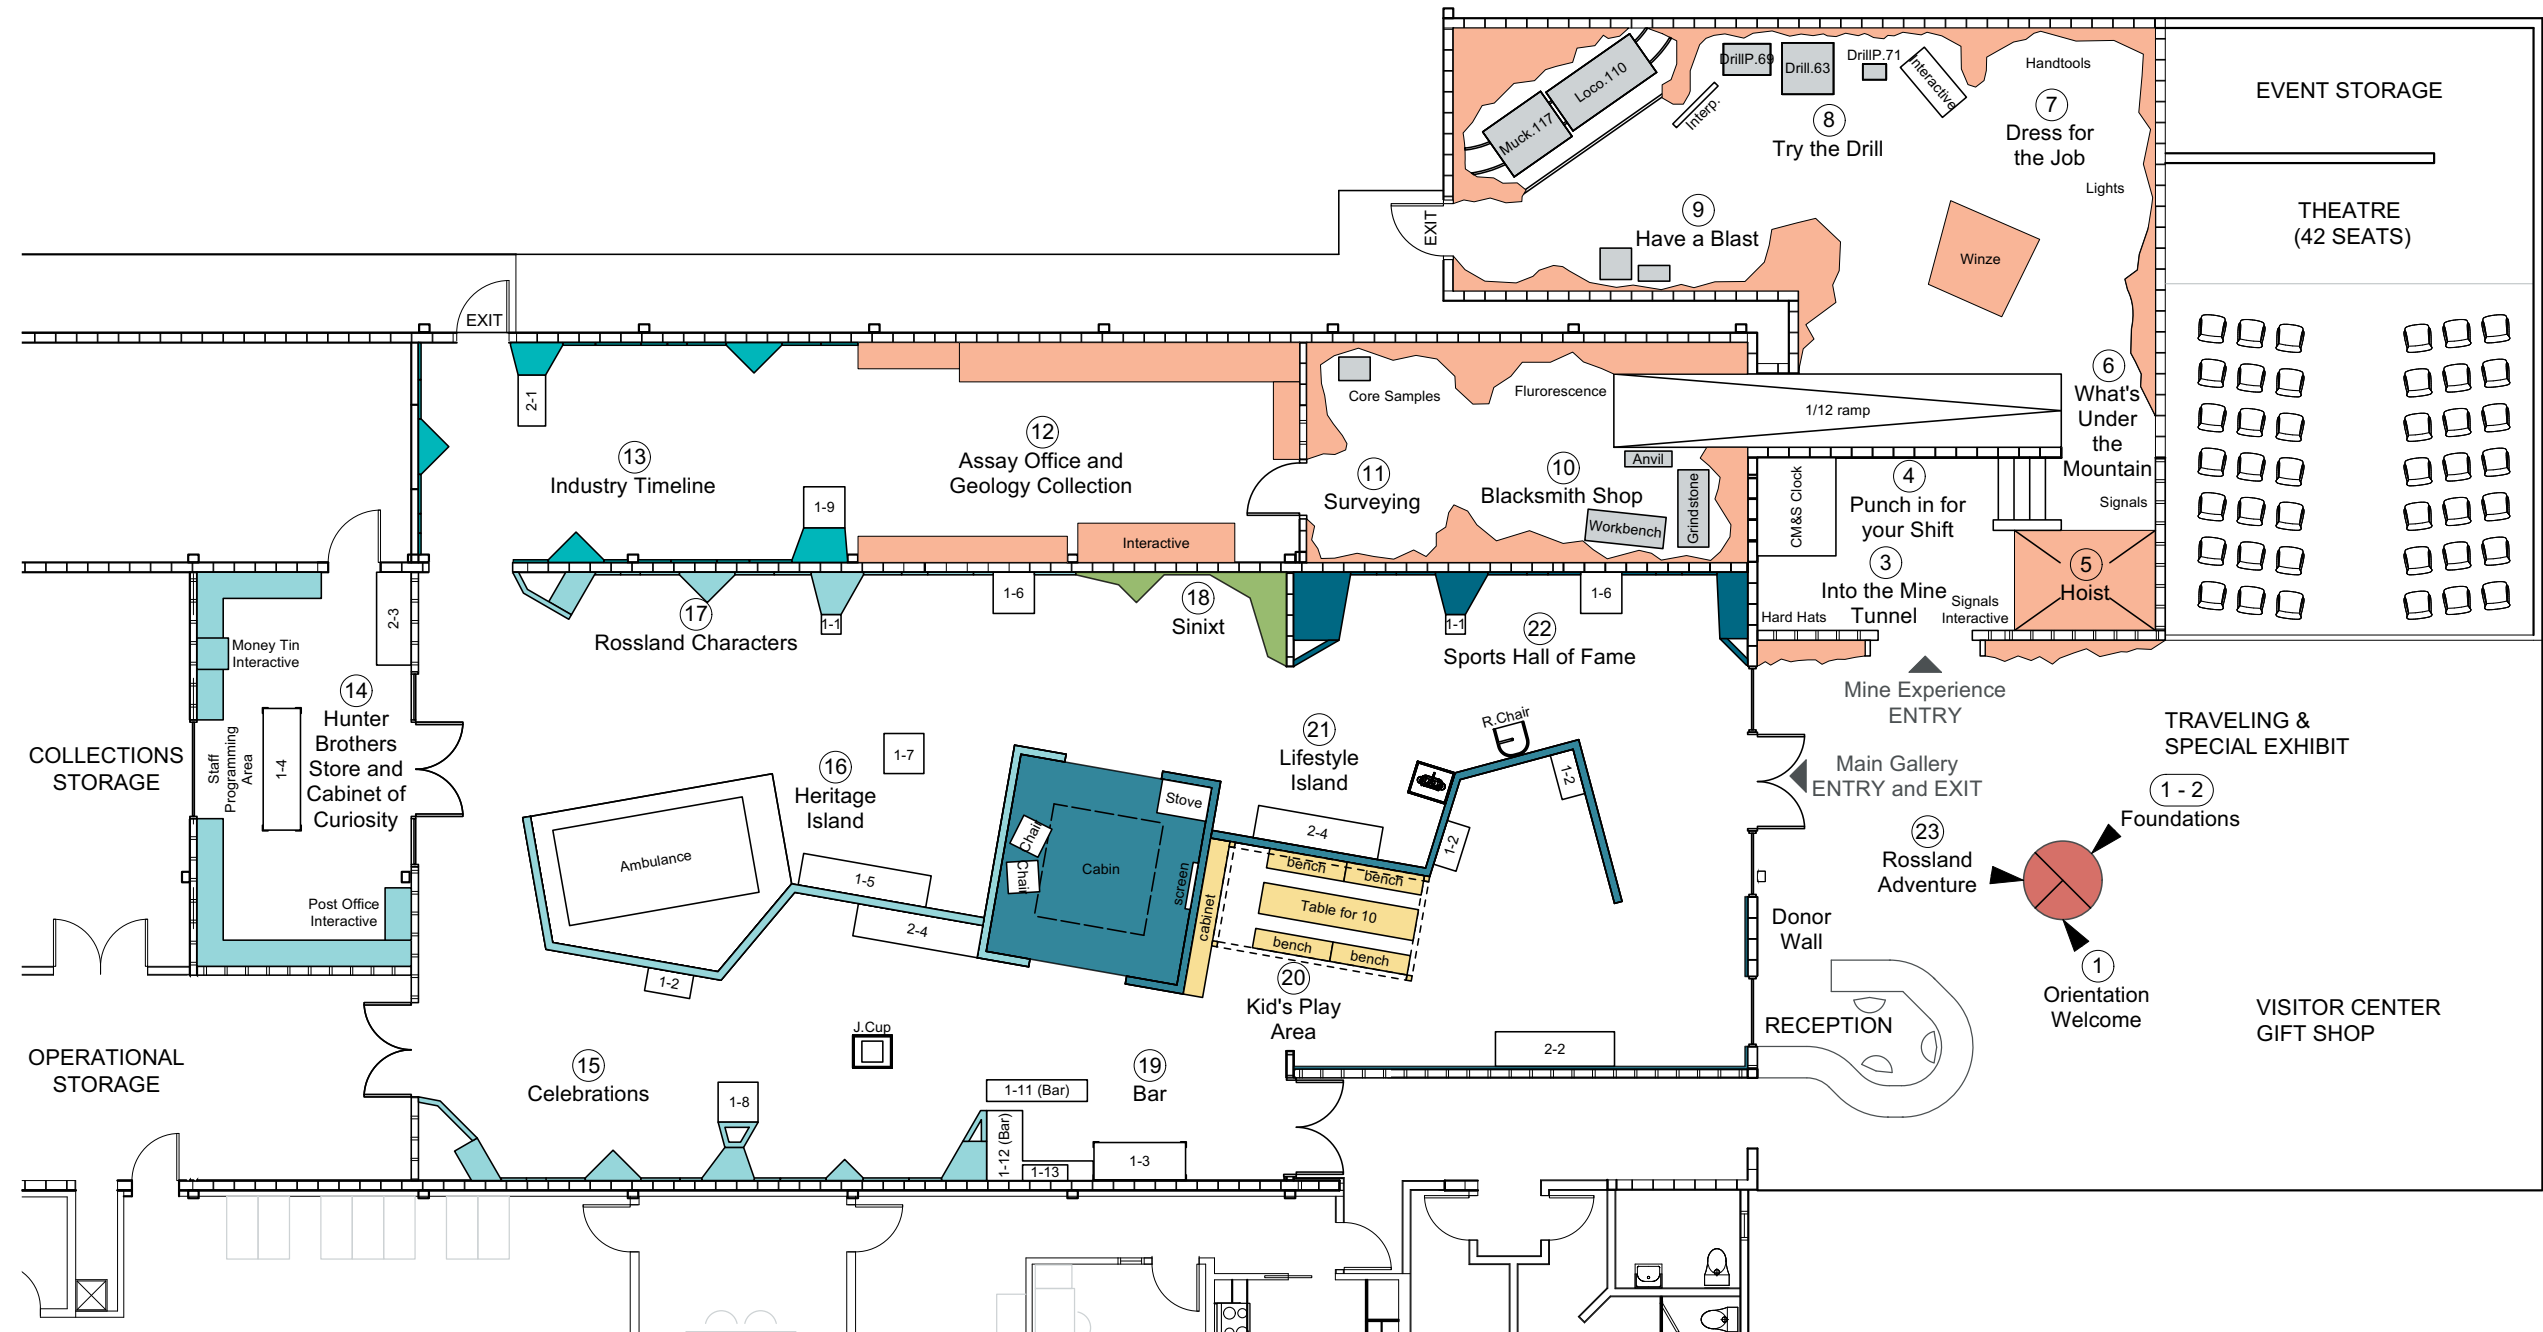 DrillP.69
Drill.63
DrillP.71
Interactive
Loco.110
Muck.117
Interp.
Handtools
7
Dress for
the Job
Lights
8
Try the Drill
9
Have a Blast
EXIT
Winze
EVENT STORAGE
THEATRE
(42 SEATS)
EXIT
2-1
13
Industry Timeline
12
Assay Office and
Geology Collection
1-9
Interactive
Core Samples
Flurorescence
1/12 ramp
11
Surveying
10
Blacksmith Shop
Anvil
Workbench
Grindstone
CM&S Clock
4
Punch in for
your Shift
3
Into the Mine
Tunnel
Hard Hats
Signals
Interactive
5
Hoist
6
What's
Under
the
Mountain
Signals
2-3
Money Tin
Interactive
14
Hunter
Brothers
Store and
Cabinet of
Curiosity
Staff
Programming
Area
1-4
Post Office
Interactive
COLLECTIONS
STORAGE
OPERATIONAL
STORAGE
17
Rossland Characters
1-1
1-6
18
Sinixt
1-1
22
Sports Hall of Fame
1-6
Mine Experience
ENTRY
Main Gallery
ENTRY and EXIT
TRAVELING &
SPECIAL EXHIBIT
1 - 2
Foundations
23
Rossland
Adventure
1
Orientation
Welcome
Donor
Wall
RECEPTION
VISITOR CENTER
GIFT SHOP
16
Heritage
Island
1-7
Ambulance
1-5
2-4
1-2
Chair
Chair
Cabin
Stove
screen
cabinet
21
Lifestyle
Island
R.Chair
1-2
1-2
2-4
bench
bench
Table for 10
bench
bench
20
Kid's Play
Area
2-2
J.Cup
15
Celebrations
1-8
19
Bar
1-11 (Bar)
1-12 (Bar)
1-13
1-3